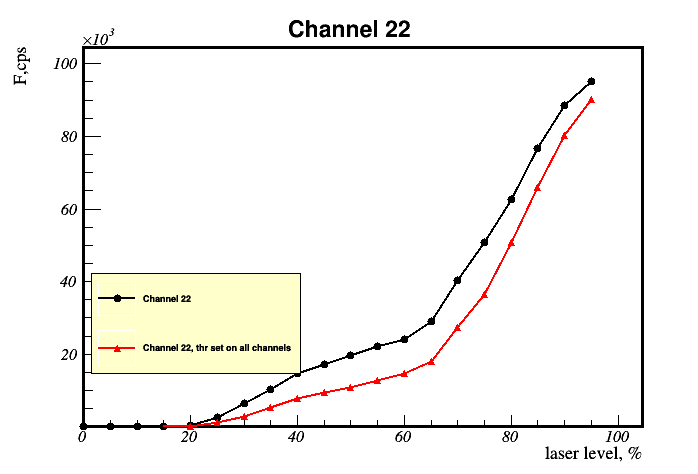 Channel 22
×10³
F,cps
100
80
60
40
20
Channel 22
Channel 22, thr set on all channels
0 20 40 60 80 100
laser level, %